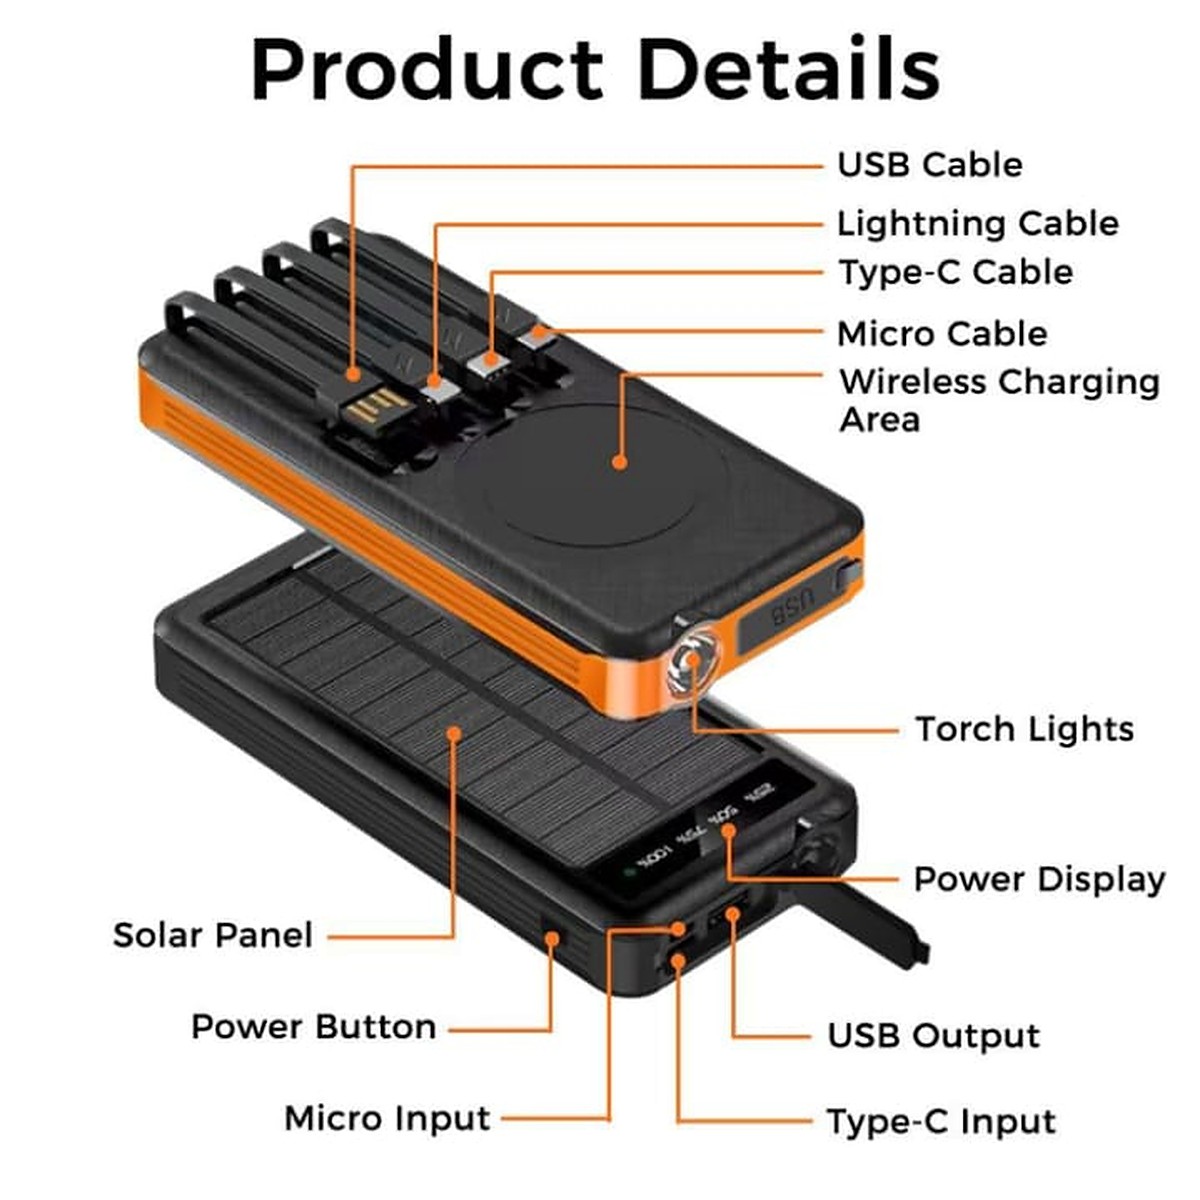 Product Details
USB Cable
Lightning Cable
Type-C Cable
Micro Cable
Wireless Charging
Area
USB
Torch Lights
25%
50%
75%
100%
Power Display
Solar Panel
Power Button
USB Output
Micro Input
Type-C Input